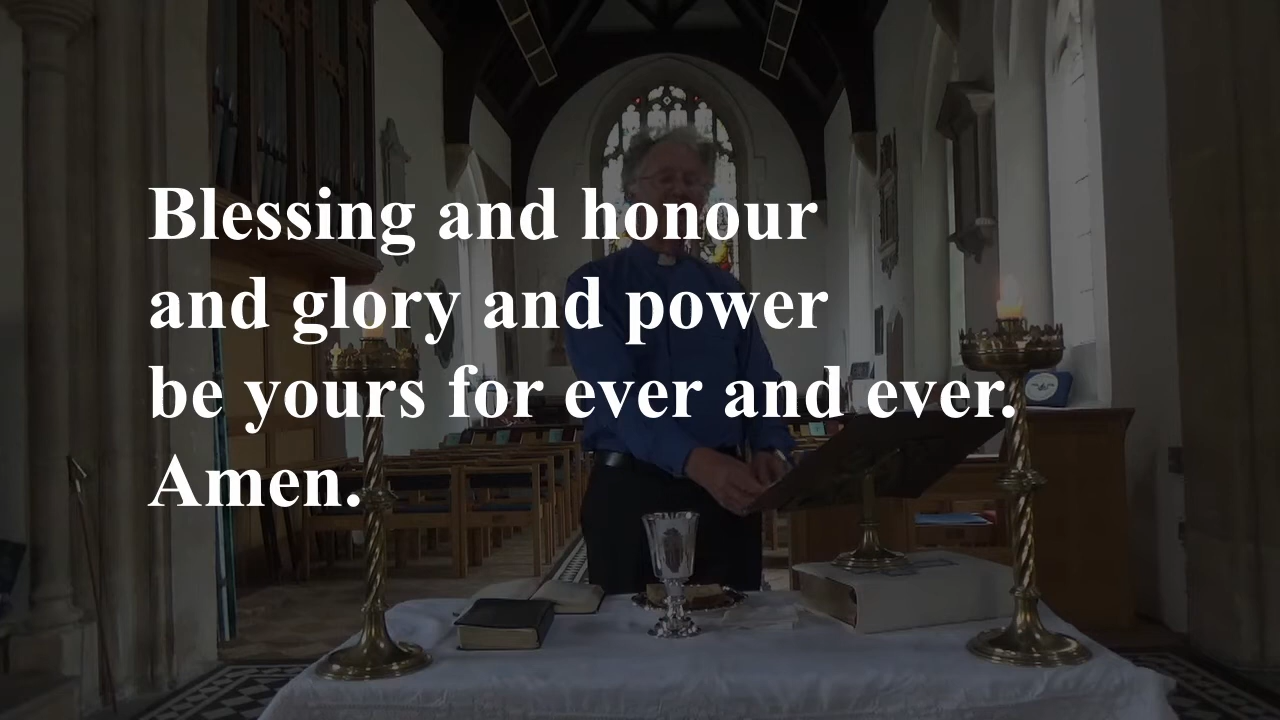 Blessing and honour
and glory and power
be yours for ever and ever.
Amen.